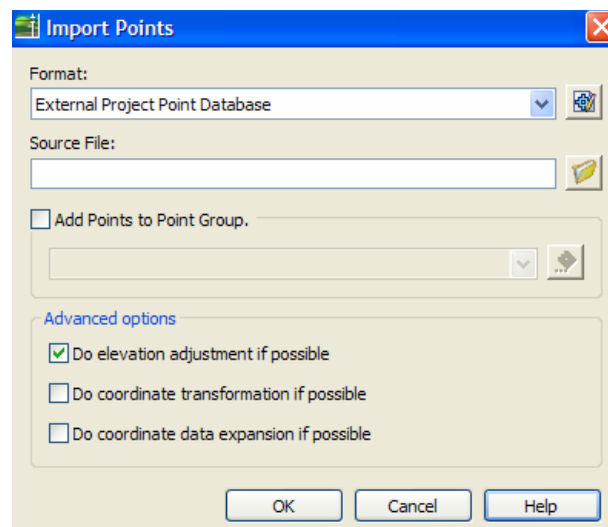 Import Points
Format:
External Project Point Database
Source File:
Add Points to Point Group.
Advanced options
Do elevation adjustment if possible
Do coordinate transformation if possible
Do coordinate data expansion if possible
OK Cancel Help